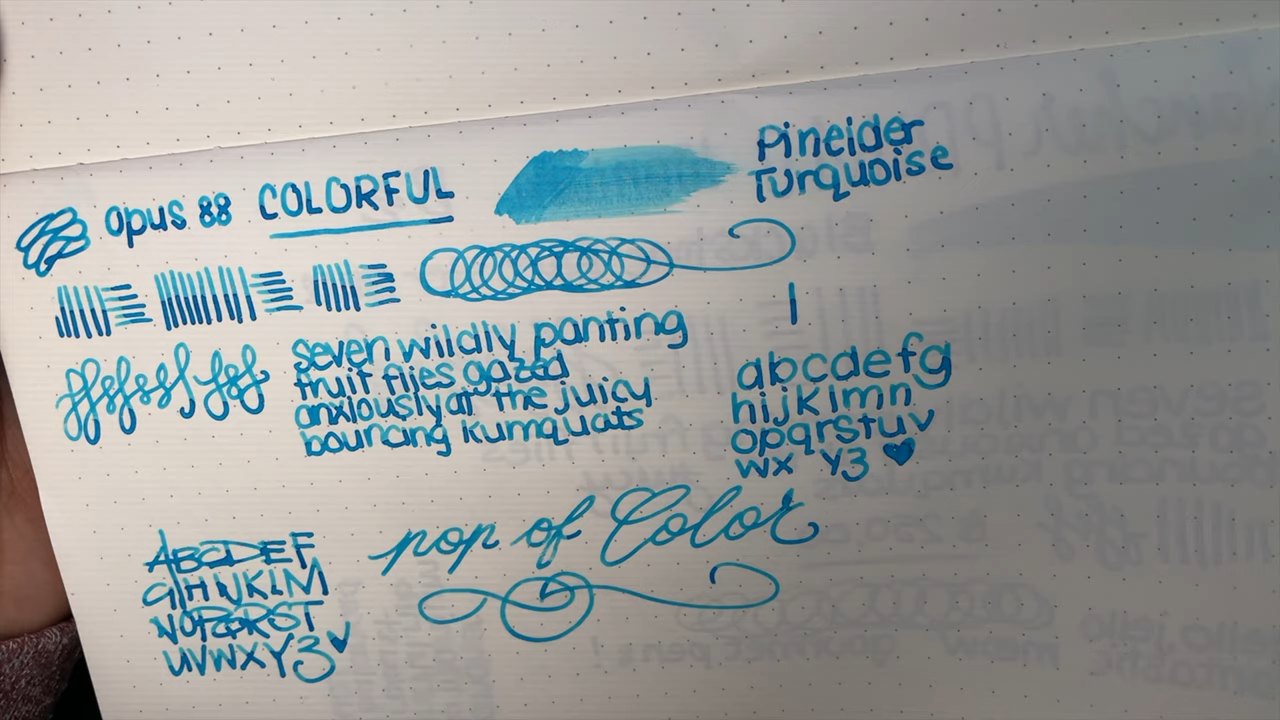 opus 88 COLORFUL
Pineider
Turquoise
seven wildly panting
fruit flies gazed
anxiously at the juicy
bouncing kumquats
abcdefg
hijklmn
opqrstuv
wx y3 ♥
pop of Color
ABCDEF
GHIJKLM
NOPQRST
UVWXY3 ♥